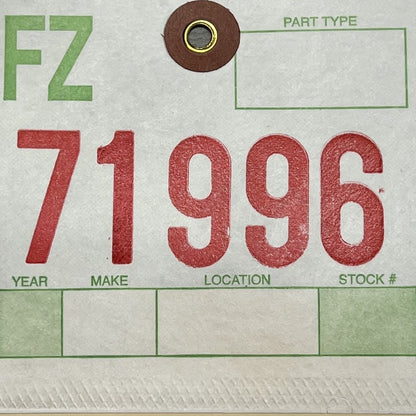 FZ
PART TYPE
71996
YEAR MAKE LOCATION STOCK #